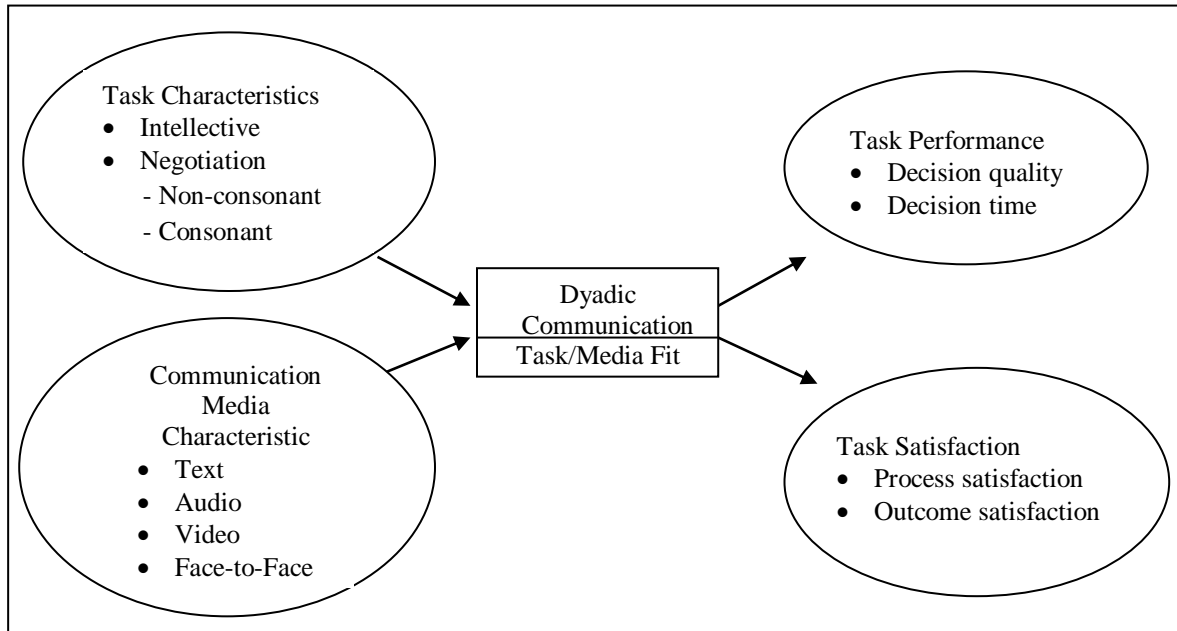 Task Characteristics
• Intellective
• Negotiation
- Non-consonant
- Consonant
Communication
Media
Characteristic
• Text
• Audio
• Video
• Face-to-Face
Dyadic
Communication
Task/Media Fit
Task Performance
• Decision quality
• Decision time
Task Satisfaction
• Process satisfaction
• Outcome satisfaction